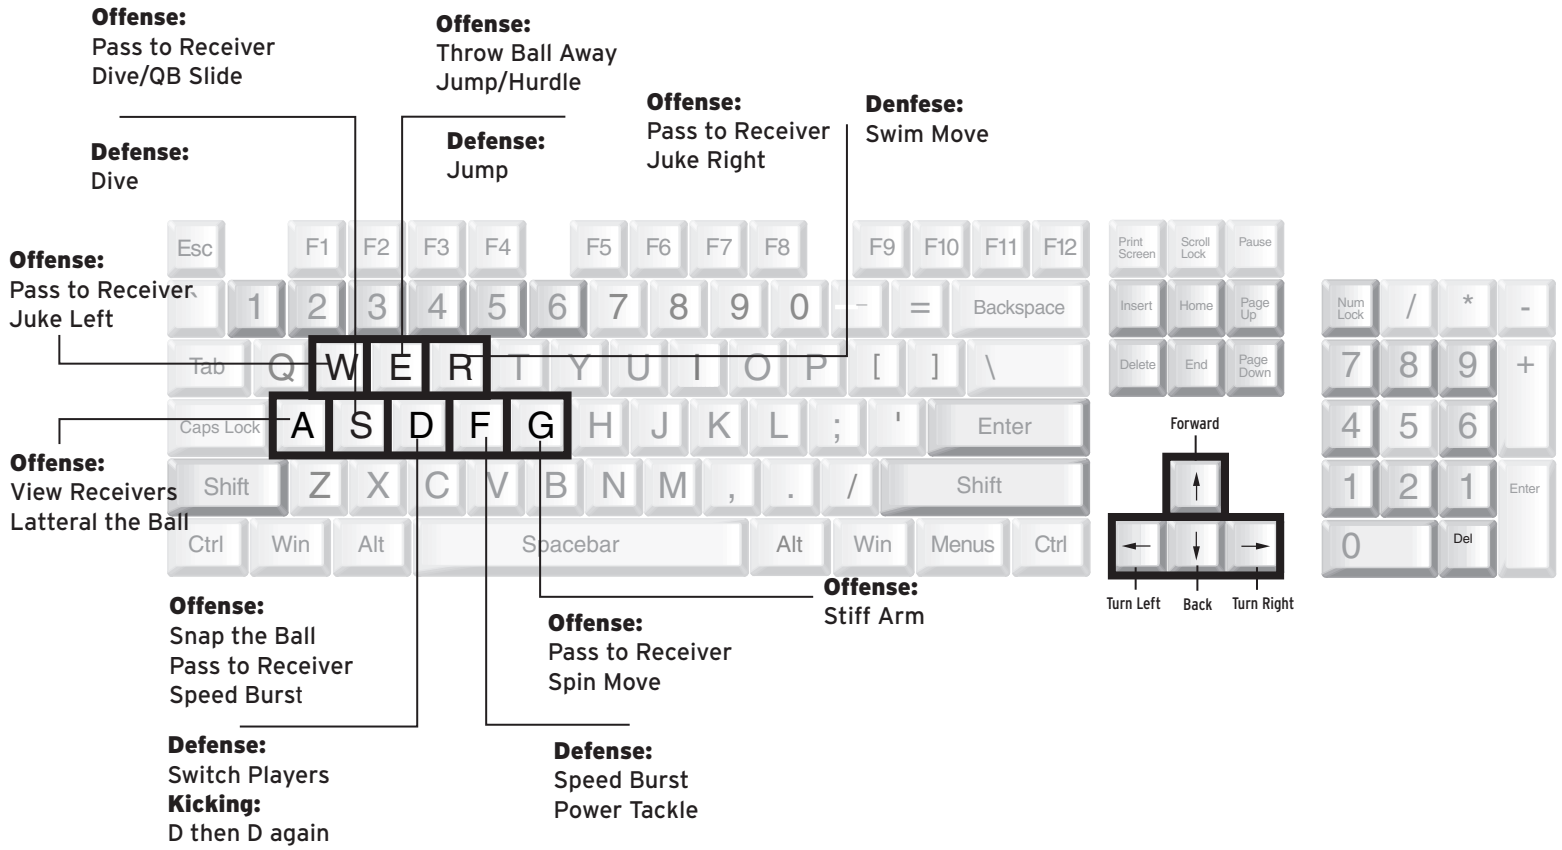 Offense:
Pass to Receiver
Dive/QB Slide
Defense:
Dive
Offense:
Throw Ball Away
Jump/Hurdle
Defense:
Jump
Offense:
Pass to Receiver
Juke Right
Denfese:
Swim Move
Offense:
Pass to Receiver
Juke Left
Offense:
View Receivers
Latteral the Ball
Esc F1 F2 F3 F4 F5 F6 F7 F8 F9 F10 F11 F12
` 1 2 3 4 5 6 7 8 9 0 - = Backspace
Tab Q W E R T Y U I O P [ ] \
Caps Lock A S D F G H J K L ; ' Enter
Shift Z X C V B N M , . / Shift
Ctrl Win Alt Spacebar Alt Win Menus Ctrl
Print Screen Scroll Lock Pause
Insert Home Page Up
Delete End Page Down
Forward
↑
← ↓ →
Turn Left Back Turn Right
Num Lock / * -
7 8 9 +
4 5 6
1 2 1 Enter
0 Del
Offense:
Snap the Ball
Pass to Receiver
Speed Burst
Defense:
Switch Players
Kicking:
D then D again
Offense:
Pass to Receiver
Spin Move
Defense:
Speed Burst
Power Tackle
Offense:
Stiff Arm